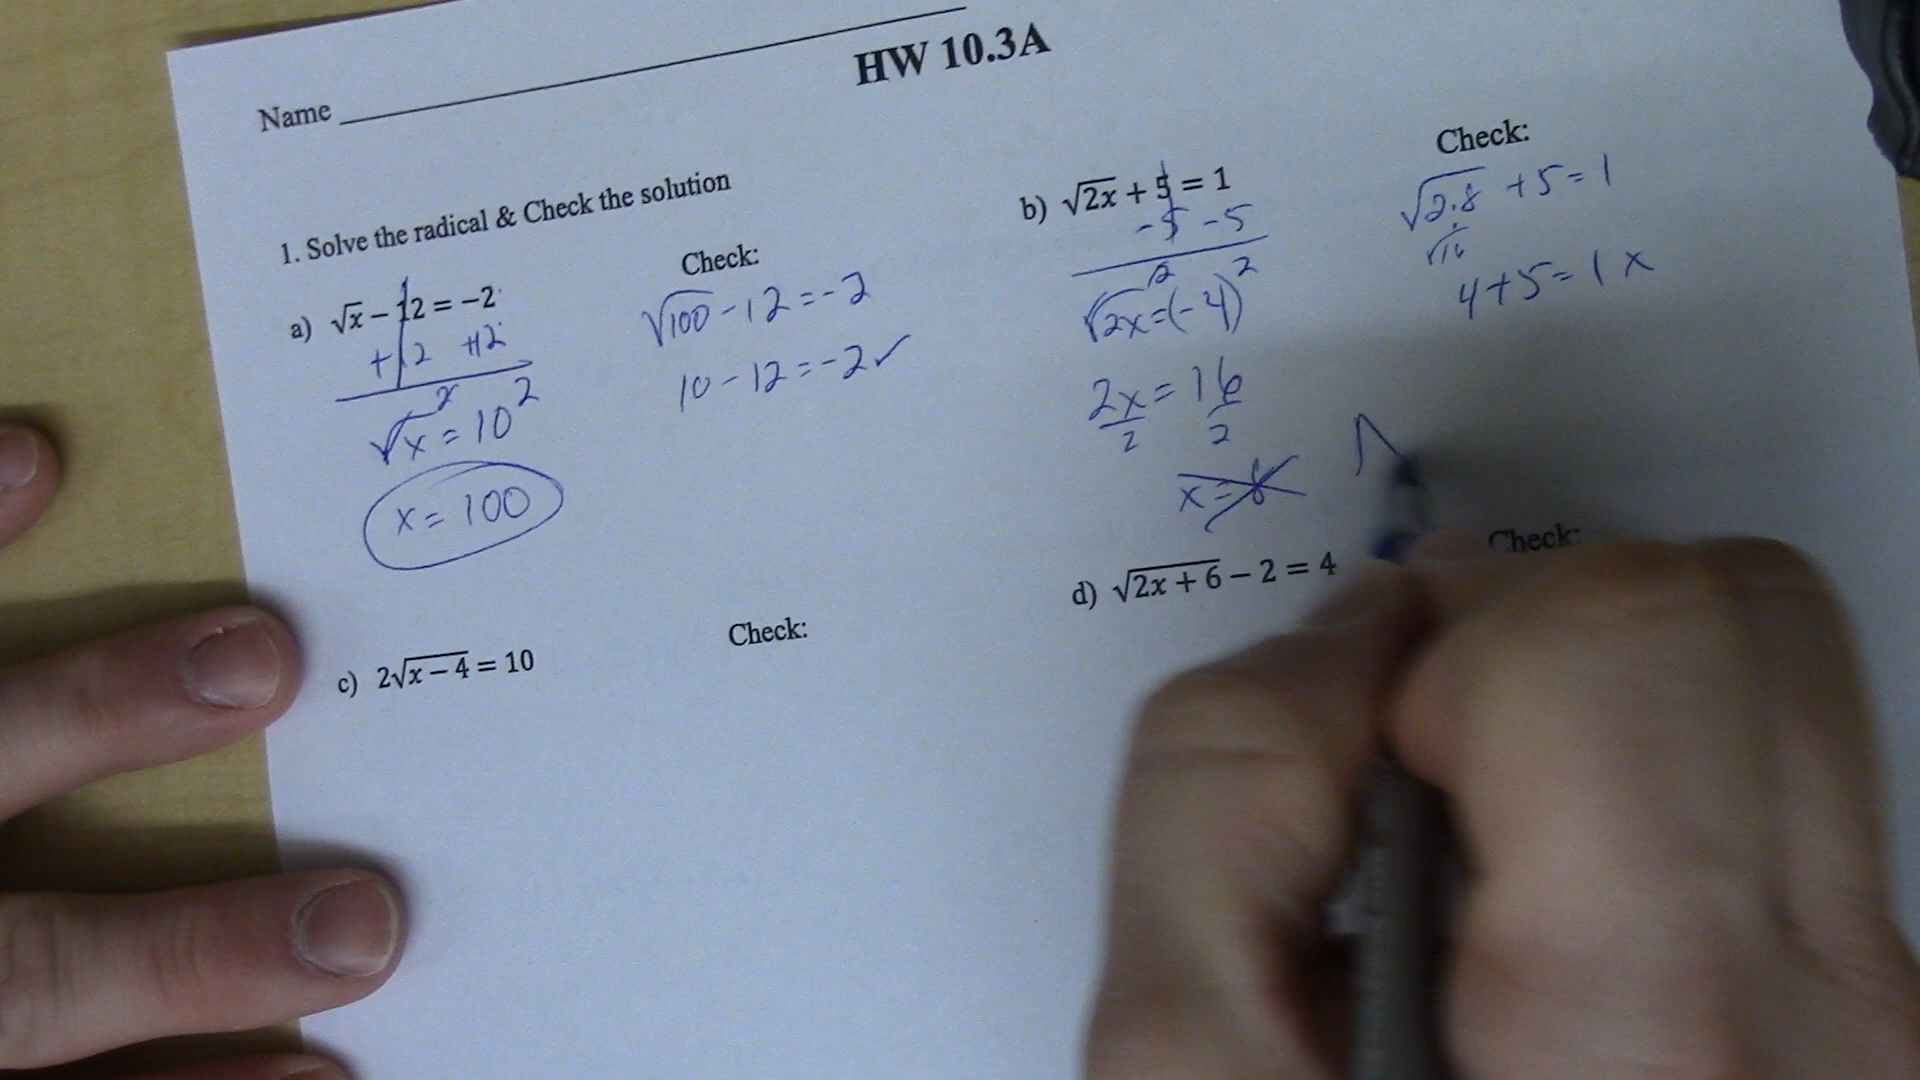 Name
HW 10.3A
1. Solve the radical & Check the solution
a) √x − 12 = −2
+12 +12
√x² = 10²
x = 100
Check:
√100 - 12 = -2
10 - 12 = -2 ✓
b) √2x + 5 = 1
-5 -5
√2x² = (-4)²
2x = 16
2 2
x = 8
Check:
√2·8 + 5 = 1
√16
4 + 5 = 1 x
c) 2√x − 4 = 10
Check:
d) √2x + 6 − 2 = 4
Check: